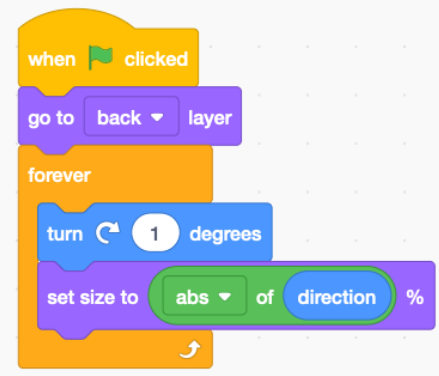 when clicked
go to back layer
forever
turn 1 degrees
set size to abs of direction %